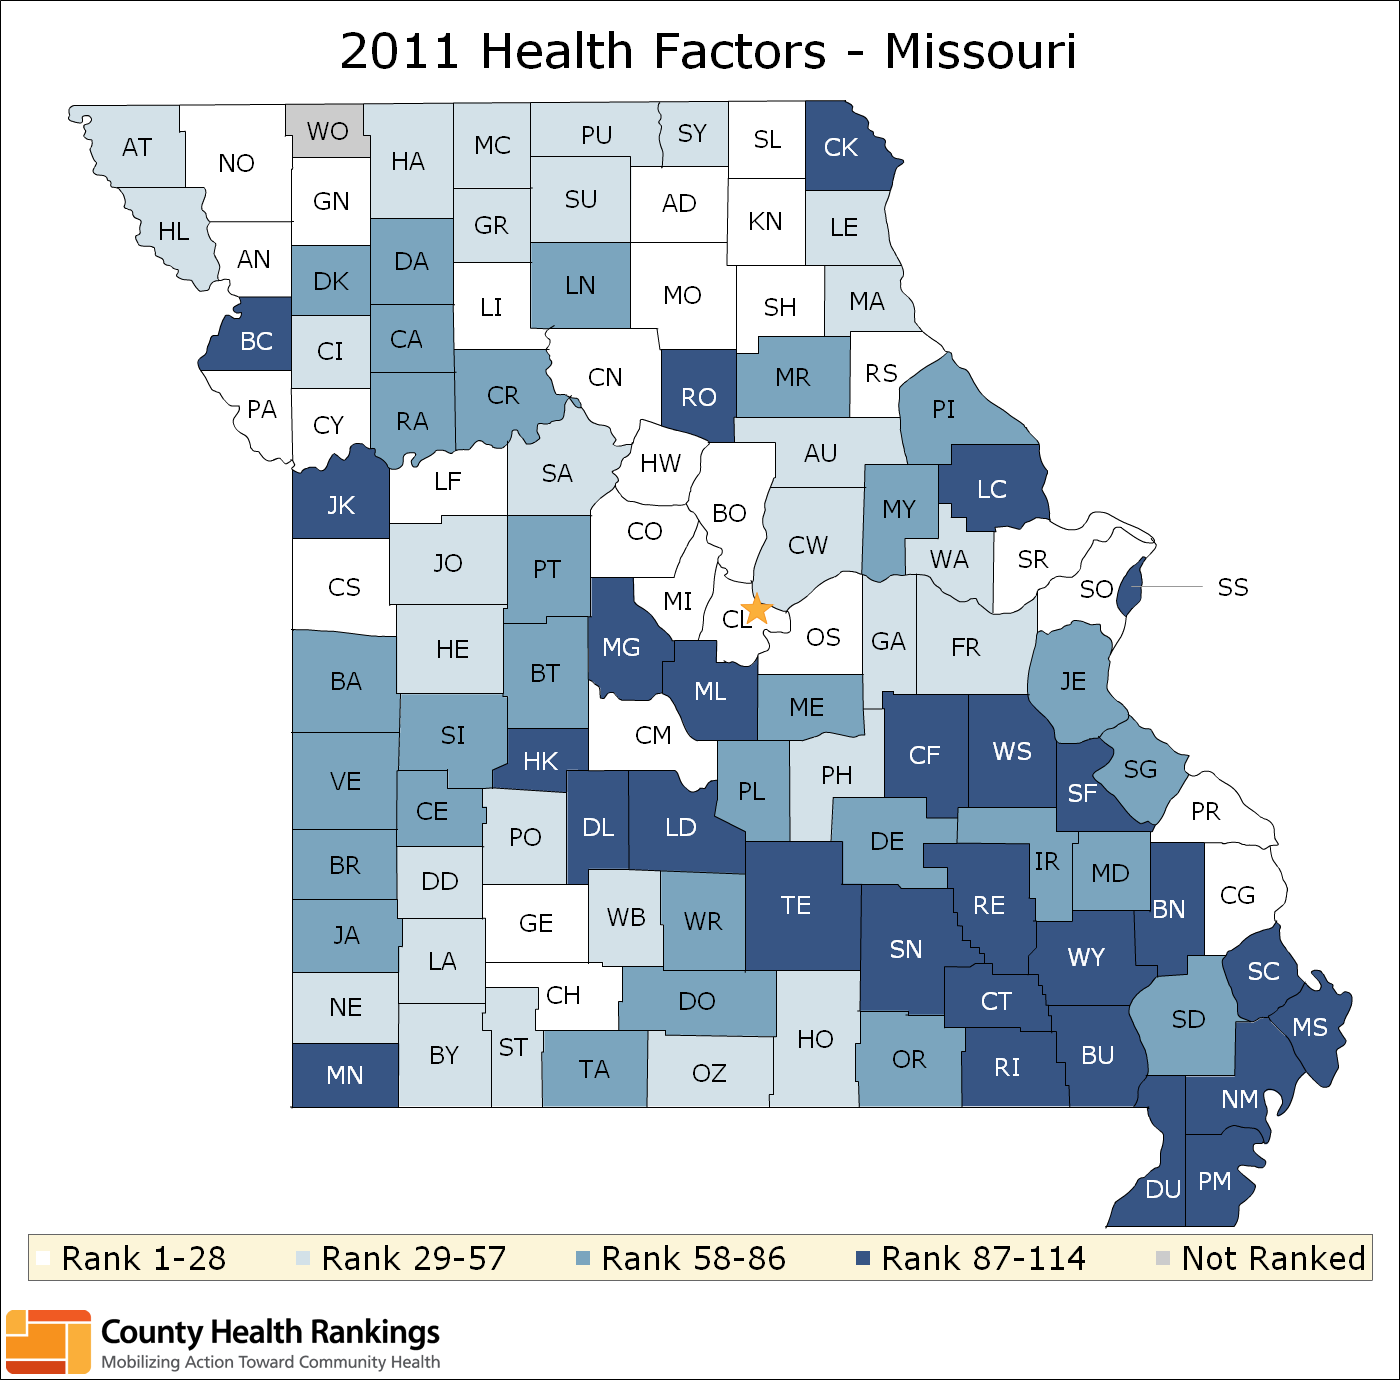 2011 Health Factors - Missouri
AT
NO
WO
HA
MC
PU
SY
SL
CK
GN
GR
SU
AD
KN
LE
HL
AN
DK
DA
LI
LN
MO
SH
MA
BC
CI
CA
CN
RO
MR
RS
PI
PA
CY
RA
CR
JK
LF
SA
HW
BO
AU
MY
LC
CS
JO
PT
CO
MI
CW
WA
SR
SO
SS
CL
OS
GA
FR
JE
BA
HE
BT
MG
ML
ME
SI
HK
CM
PL
PH
CF
WS
SF
SG
PR
VE
CE
PO
DL
LD
DE
IR
MD
BN
CG
BR
DD
GE
WB
WR
TE
RE
JA
LA
SN
WY
SC
NE
CH
DO
CT
SD
MS
MN
BY
ST
TA
OZ
HO
OR
RI
BU
NM
DU
PM
Rank 1-28
Rank 29-57
Rank 58-86
Rank 87-114
Not Ranked
County Health Rankings
Mobilizing Action Toward Community Health